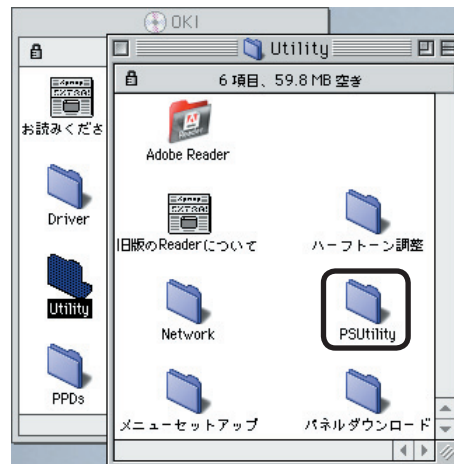 OKI
お読みくださ
Driver
Utility
PPDs
Utility
6 項目、59.8 MB 空き
Adobe Reader
旧版のReaderについて
ハーフトーン調整
Network
PSUtility
メニューセットアップ
パネルダウンロード